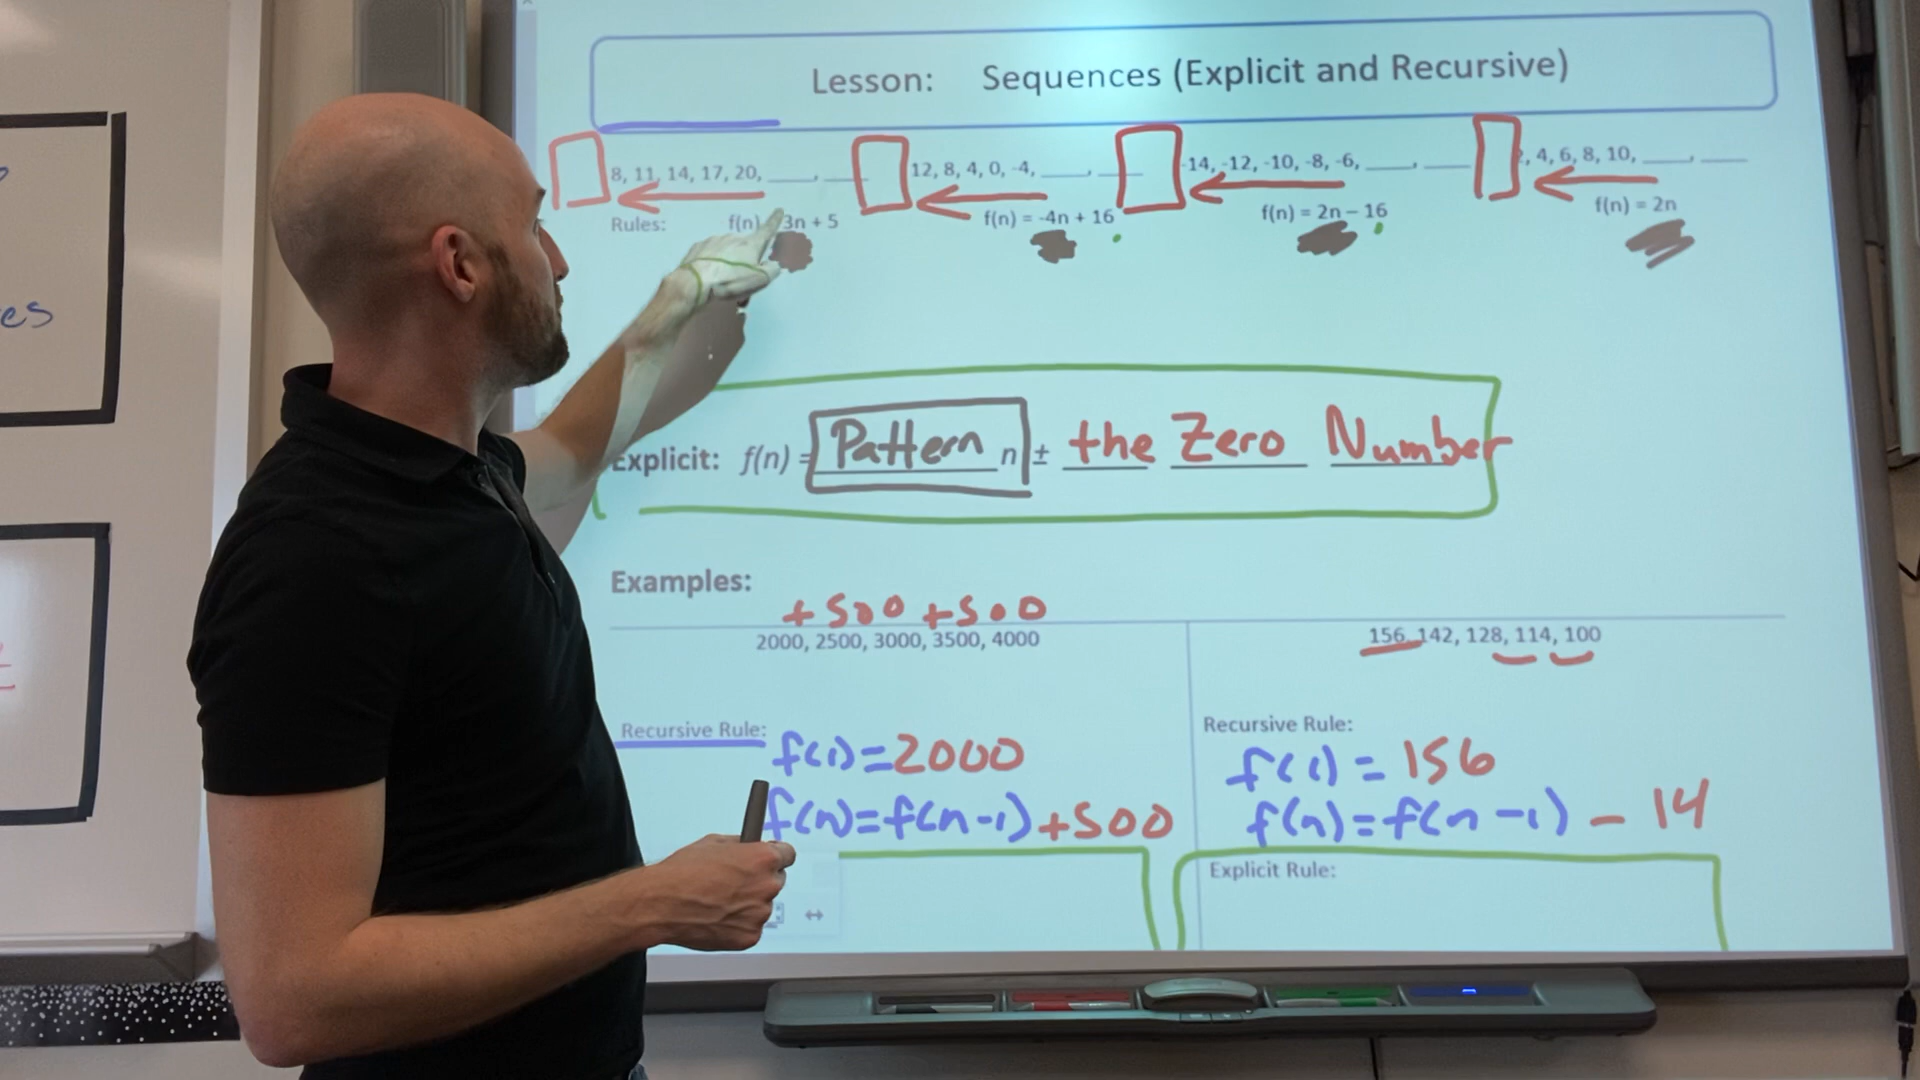 Lesson: Sequences (Explicit and Recursive)
8, 11, 14, 17, 20, ____, ____ 12, 8, 4, 0, -4, ____, ____ -14, -12, -10, -8, -6, ____, ____ 2, 4, 6, 8, 10, ____, ____
Rules: f(n) = 3n + 5 f(n) = -4n + 16 f(n) = 2n – 16 f(n) = 2n
es
Explicit: f(n) = Pattern n ± the Zero Number
Examples:
+500 +500
2000, 2500, 3000, 3500, 4000 156, 142, 128, 114, 100
Recursive Rule: f(1)=2000 Recursive Rule:
f(1) = 156
f(n)=f(n-1)+500 f(n)=f(n-1) - 14
Explicit Rule: